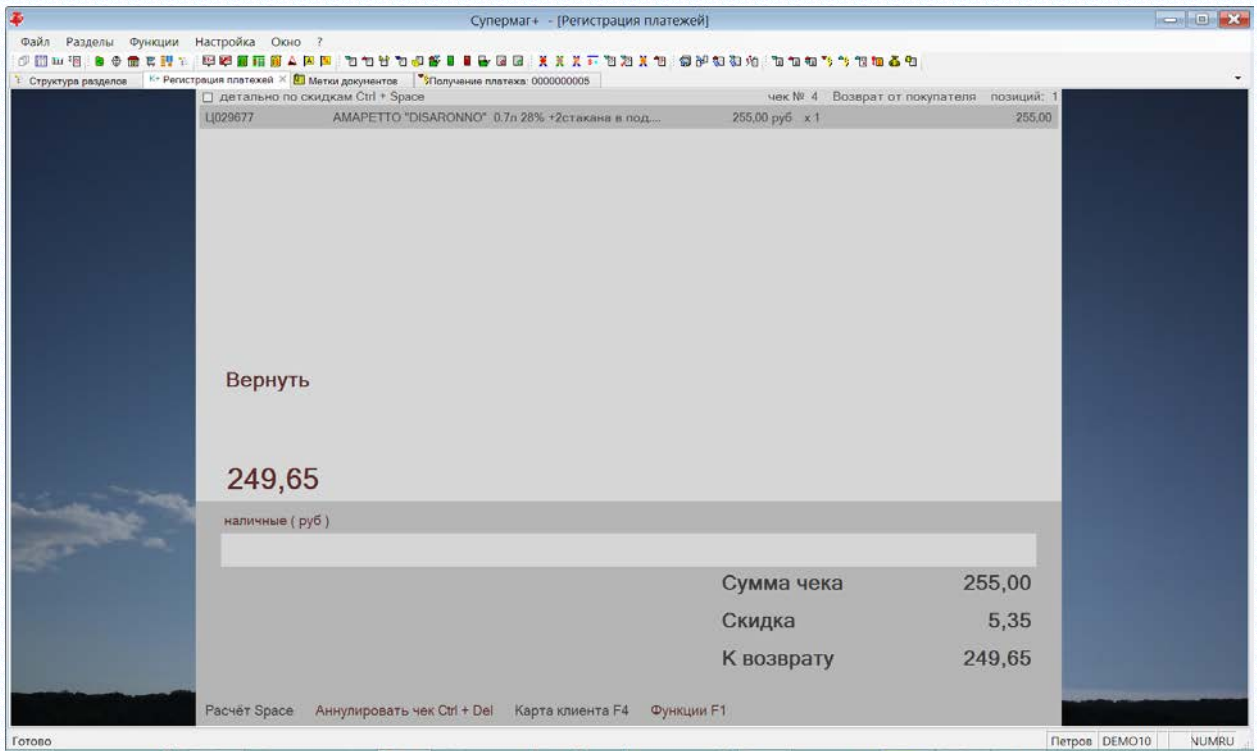 Супермаг+ - [Регистрация платежей]
Файл Разделы Функции Настройка Окно ?
Структура разделов К+ Регистрация платежей × Метки документов Получение платежа: 0000000005
детально по скидкам Ctrl + Space чек № 4 Возврат от покупателя позиций: 1
Ц029677 АМАРЕТТО "DISARONNO" 0.7л 28% +2стакана в под.... 255,00 руб x 1 255,00
Вернуть
249,65
наличные ( руб )
Сумма чека 255,00
Скидка 5,35
К возврату 249,65
Расчёт Space Аннулировать чек Ctrl + Del Карта клиента F4 Функции F1
Готово Петров DEMO10 NUMRU